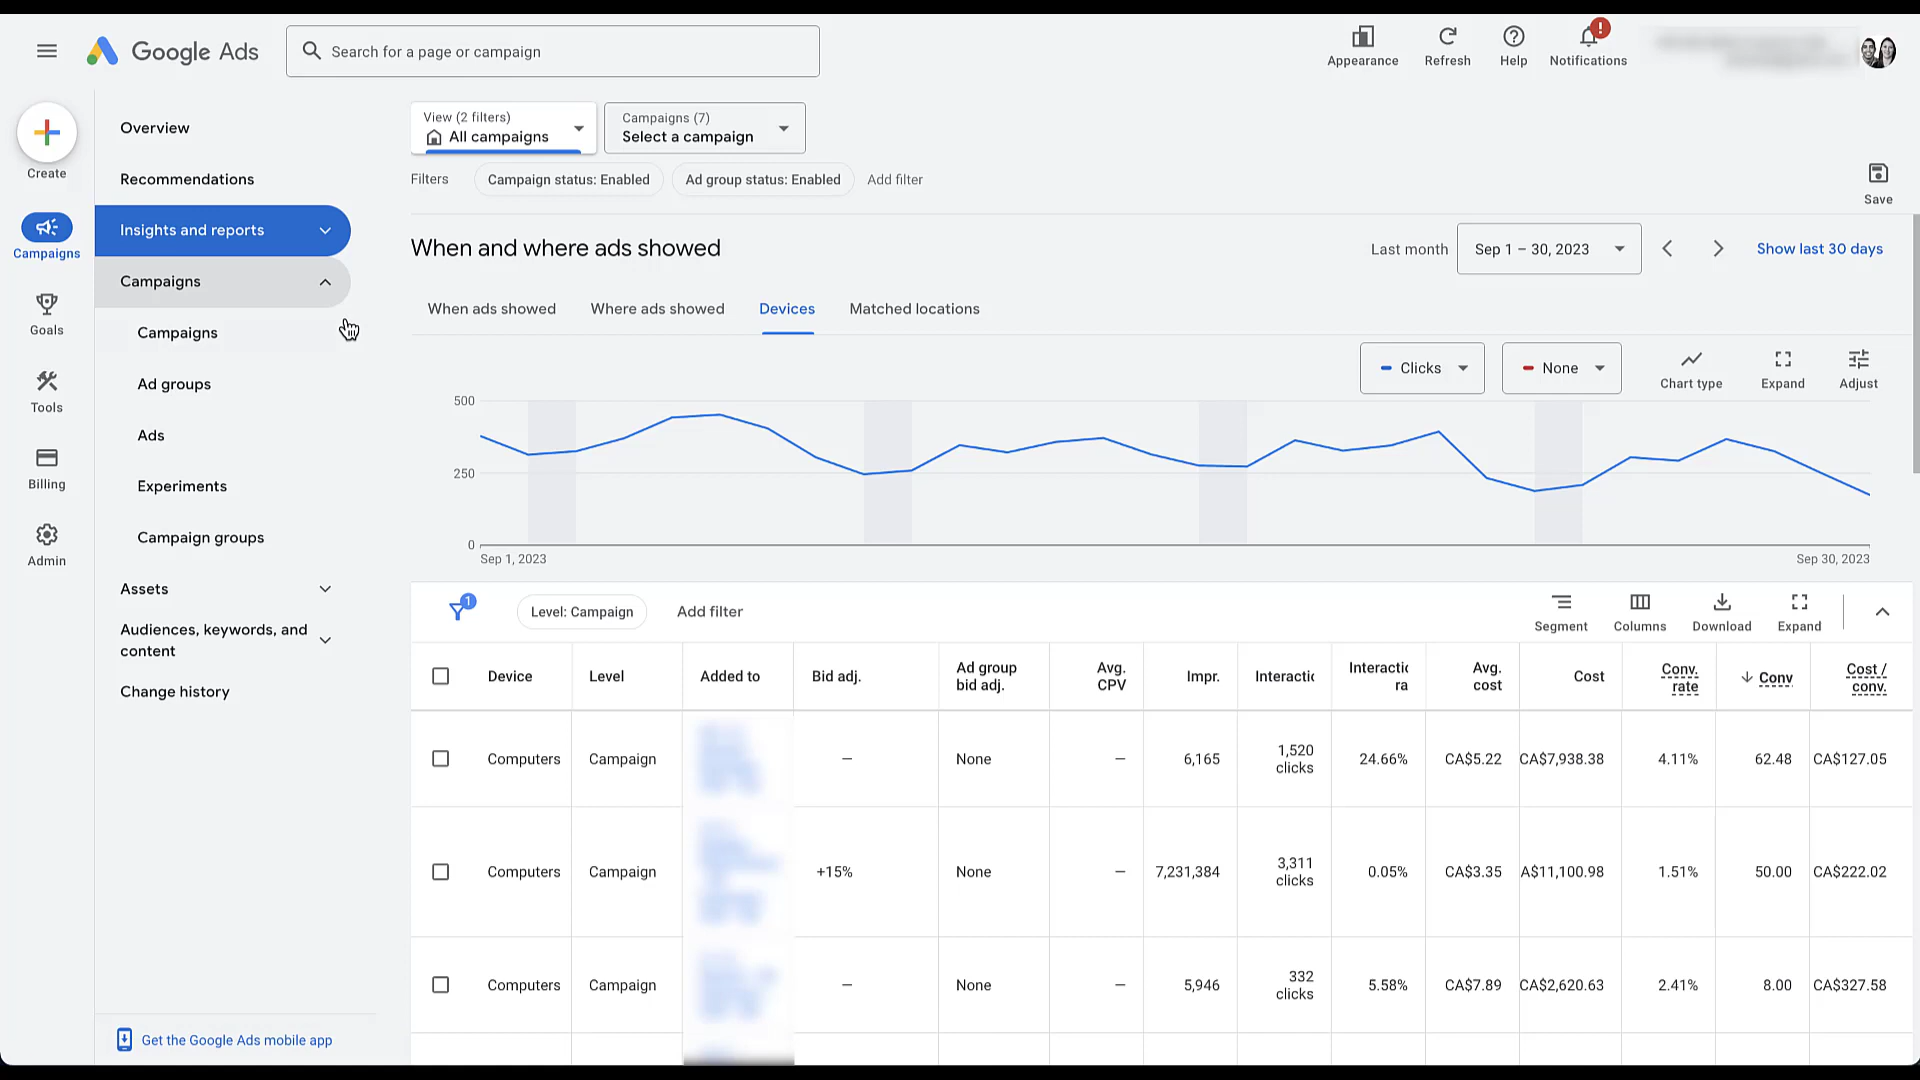 Google Ads
Search for a page or campaign
Appearance
Refresh
Help
!
Notifications
Create
Campaigns
Goals
Tools
Billing
Admin
Overview
Recommendations
Insights and reports
Campaigns
Campaigns
Ad groups
Ads
Experiments
Campaign groups
Assets
Audiences, keywords, and
content
Change history
Get the Google Ads mobile app
View (2 filters)
All campaigns
Campaigns (7)
Select a campaign
Filters
Campaign status: Enabled
Ad group status: Enabled
Add filter
Save
When and where ads showed
Last month
Sep 1 – 30, 2023
Show last 30 days
When ads showed
Where ads showed
Devices
Matched locations
Clicks
None
Chart type
Expand
Adjust
500
250
0
Sep 1, 2023
Sep 30, 2023
1
Level: Campaign
Add filter
Segment
Columns
Download
Expand
Device
Level
Added to
Bid adj.
Ad group
bid adj.
Avg.
CPV
Impr.
Interactic
Interactic
ra
Avg.
cost
Cost
Conv.
rate
Conv
Cost /
conv.
Computers
Campaign
—
None
—
6,165
1,520
clicks
24.66%
CA$5.22
CA$7,938.38
4.11%
62.48
CA$127.05
Computers
Campaign
+15%
None
—
7,231,384
3,311
clicks
0.05%
CA$3.35
A$11,100.98
1.51%
50.00
CA$222.02
Computers
Campaign
—
None
—
5,946
332
clicks
5.58%
CA$7.89
CA$2,620.63
2.41%
8.00
CA$327.58